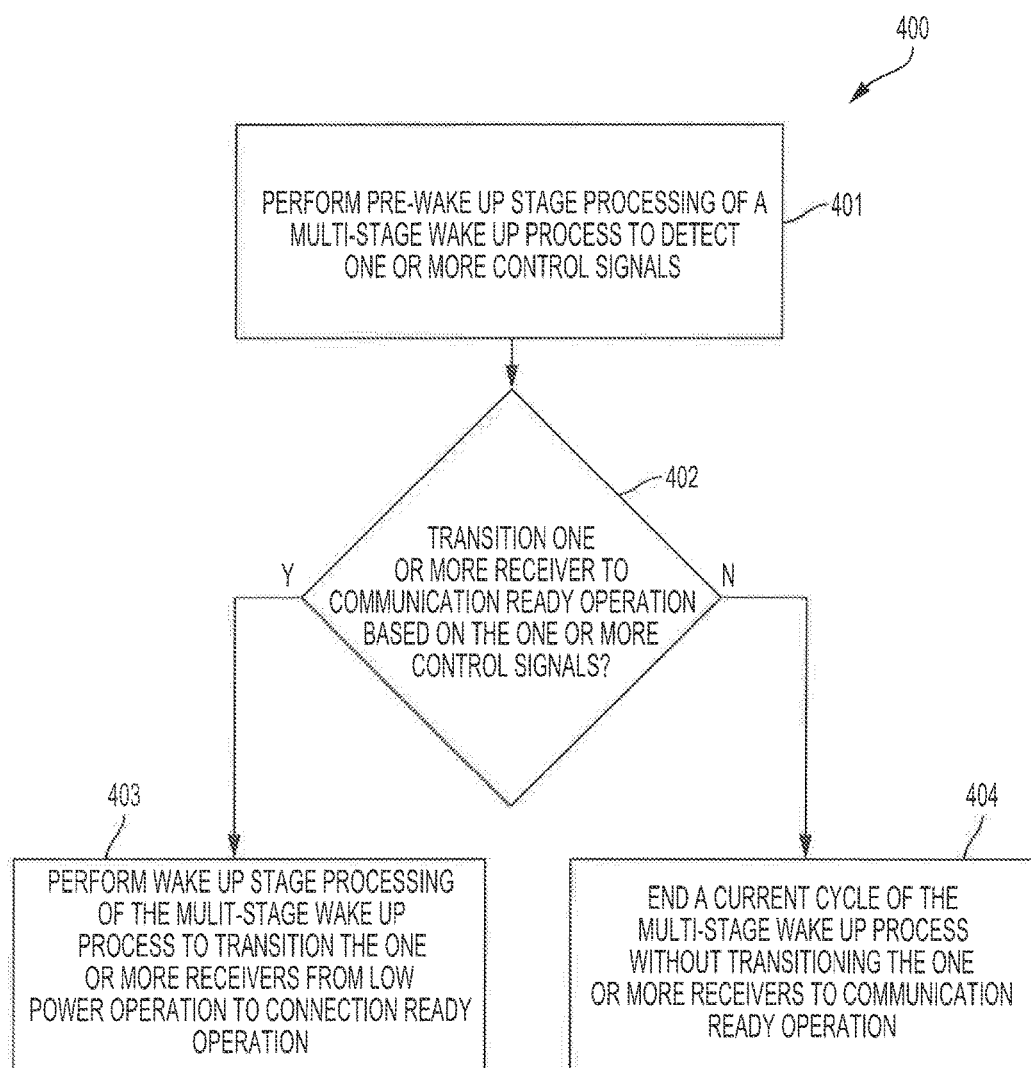 400
PERFORM PRE-WAKE UP STAGE PROCESSING OF A
MULTI-STAGE WAKE UP PROCESS TO DETECT
ONE OR MORE CONTROL SIGNALS
401
402
TRANSITION ONE
OR MORE RECEIVER TO
COMMUNICATION READY OPERATION
BASED ON THE ONE OR MORE
CONTROL SIGNALS?
Y
N
403
PERFORM WAKE UP STAGE PROCESSING
OF THE MULIT-STAGE WAKE UP
PROCESS TO TRANSITION THE ONE
OR MORE RECEIVERS FROM LOW
POWER OPERATION TO CONNECTION READY
OPERATION
404
END A CURRENT CYCLE OF THE
MULTI-STAGE WAKE UP PROCESS
WITHOUT TRANSITIONING THE ONE
OR MORE RECEIVERS TO COMMUNICATION
READY OPERATION